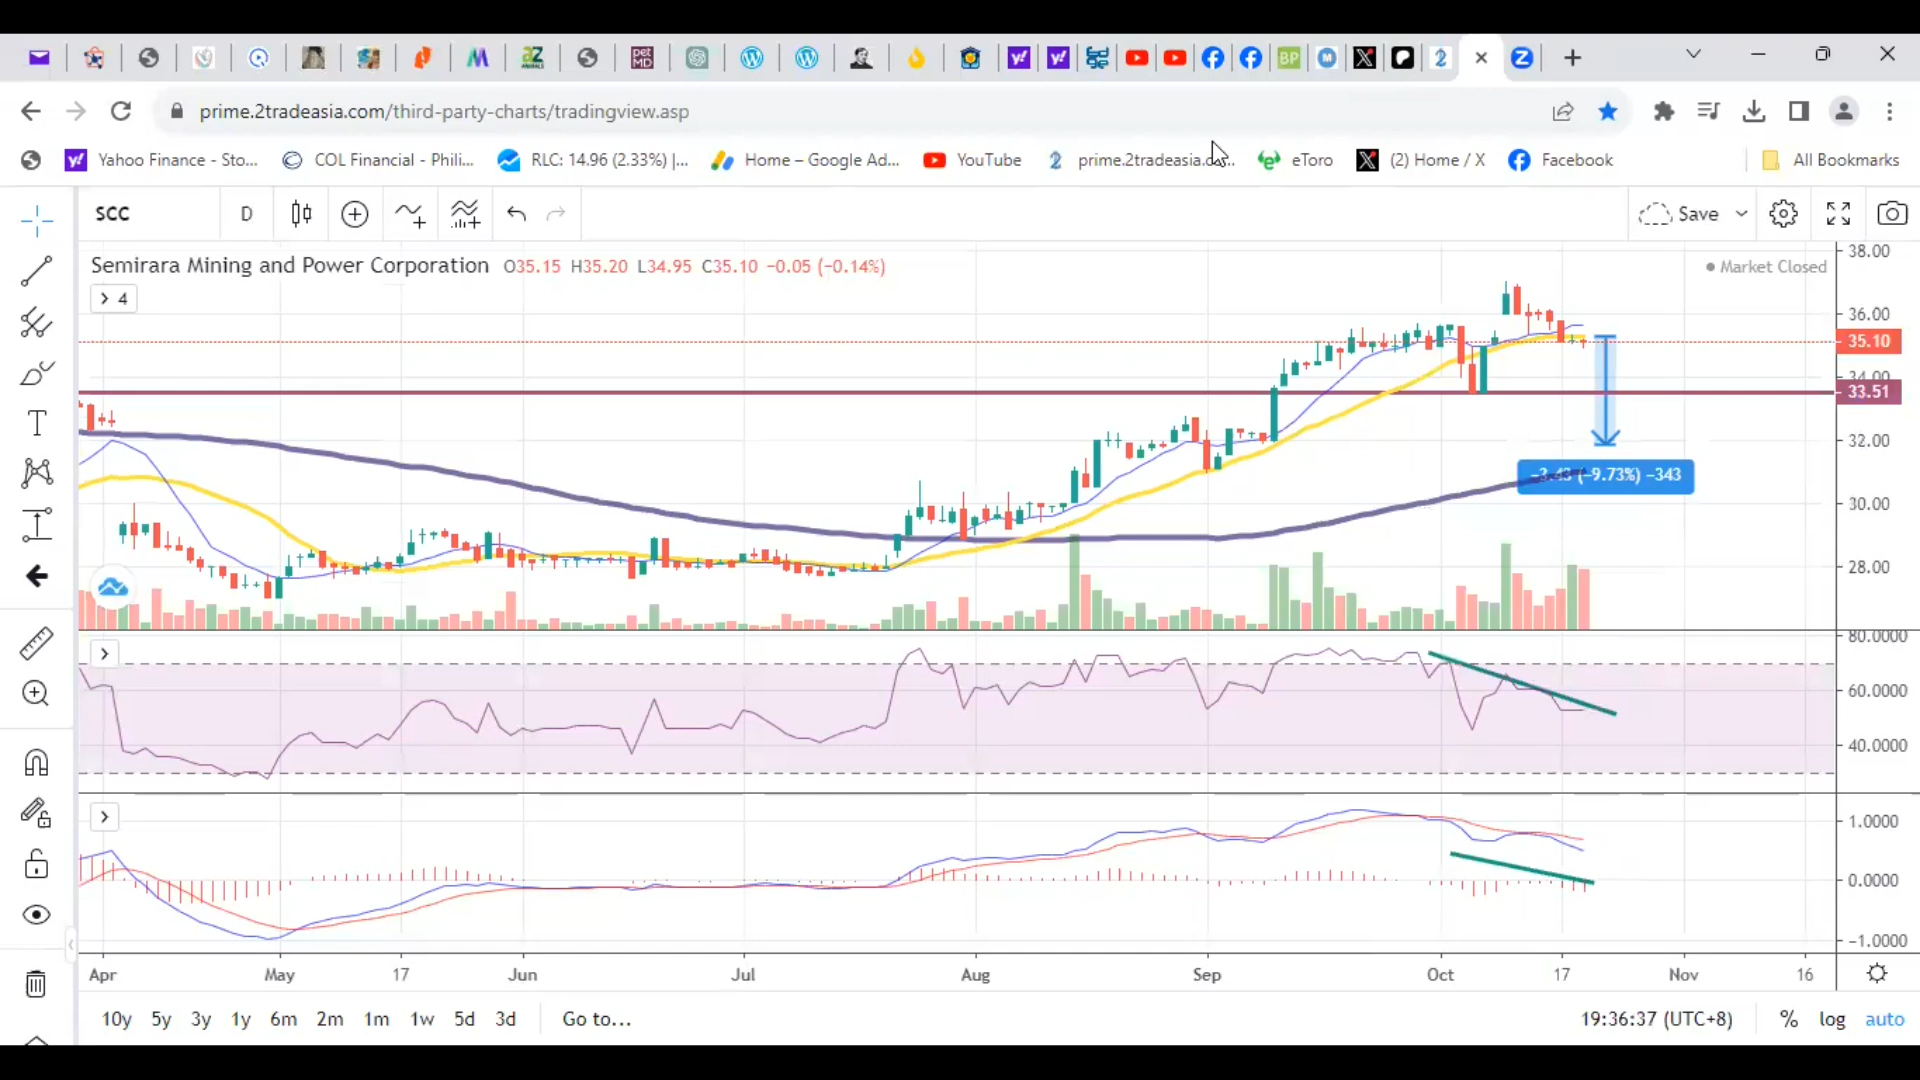 prime.2tradeasia.com/third-party-charts/tradingview.asp
Yahoo Finance - Sto... COL Financial - Phili... RLC: 14.96 (2.33%) |... Home – Google Ad... YouTube prime.2tradeasia.c... eToro (2) Home / X Facebook All Bookmarks
SCC D Save
Semirara Mining and Power Corporation O35.15 H35.20 L34.95 C35.10 −0.05 (−0.14%)
Market Closed
4
38.00
36.00
35.10
34.00
33.51
32.00
(−9.73%) −343
30.00
28.00
80.0000
60.0000
40.0000
1.0000
0.0000
−1.0000
Apr May 17 Jun Jul Aug Sep Oct 17 Nov 16
10y 5y 3y 1y 6m 2m 1m 1w 5d 3d Go to... 19:36:37 (UTC+8) % log auto